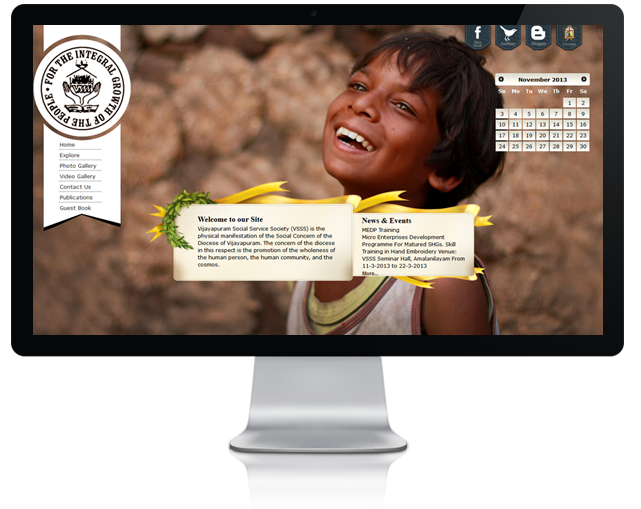 FOR THE INTEGRAL GROWTH OF THE PEOPLE
VSSS
Home
Explore
Photo Gallery
Video Gallery
Contact Us
Publications
Guest Book
November 2013
Su Mo Tu We Th Fr Sa
1 2
3 4 5 6 7 8 9
10 11 12 13 14 15 16
17 18 19 20 21 22 23
24 25 26 27 28 29 30
Welcome to our Site
Vijayapuram Social Service Society (VSSS) is the
physical manifestation of the Social Concern of the
Diocese of Vijayapuram. The concern of the diocese
in this respect is the promotion of the wholeness of
the human person, the human community, and the
cosmos.
News & Events
MEDP Training
Micro Enterprises Development
Programme For Matured SHGs. Skill
Training in Hand Embroidery Venue:
VSSS Seminar Hall, Amalanilayam From
11-3-2013 to 22-3-2013
More...